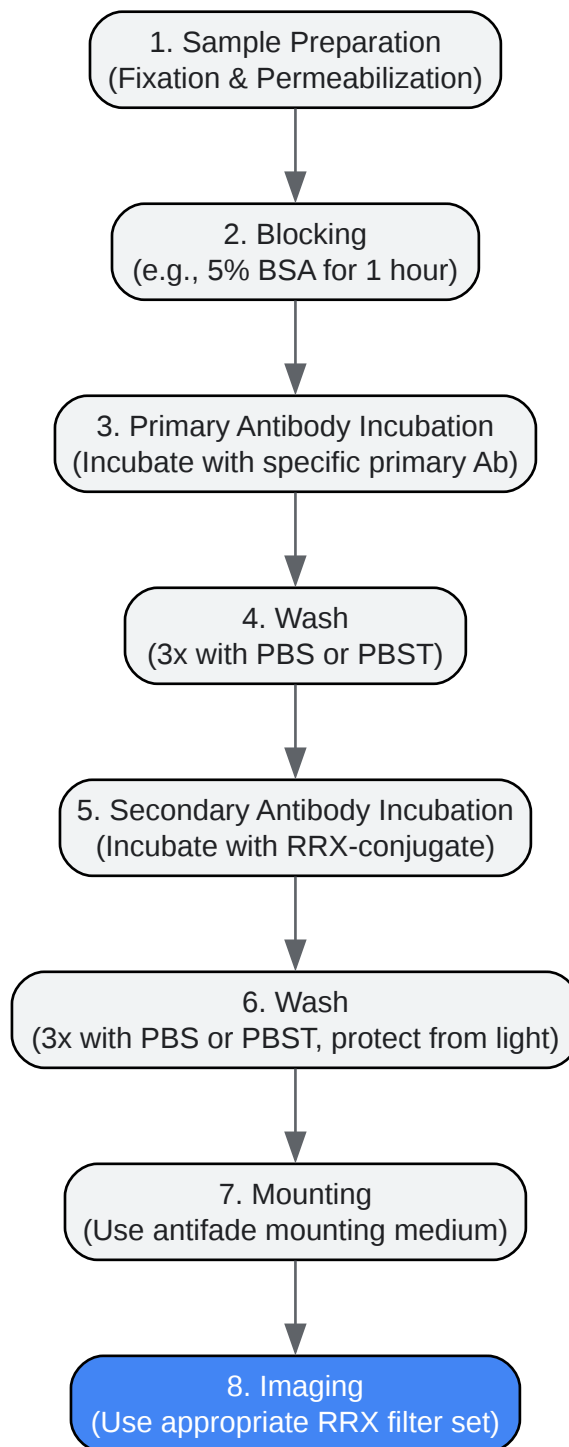 1. Sample Preparation
(Fixation & Permeabilization)
2. Blocking
(e.g., 5% BSA for 1 hour)
3. Primary Antibody Incubation
(Incubate with specific primary Ab)
4. Wash
(3x with PBS or PBST)
5. Secondary Antibody Incubation
(Incubate with RRX-conjugate)
6. Wash
(3x with PBS or PBST, protect from light)
7. Mounting
(Use antifade mounting medium)
8. Imaging
(Use appropriate RRX filter set)